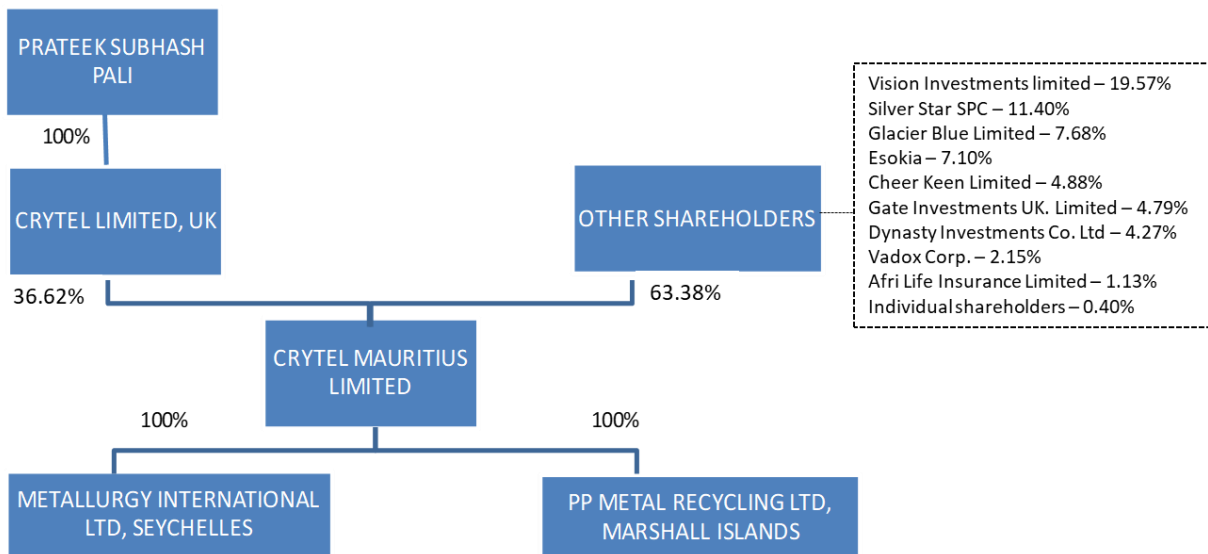 PRATEEK SUBHASH
PALI
100%
CRYTEL LIMITED, UK
OTHER SHAREHOLDERS
Vision Investments limited – 19.57%
Silver Star SPC – 11.40%
Glacier Blue Limited – 7.68%
Esokia – 7.10%
Cheer Keen Limited – 4.88%
Gate Investments UK. Limited – 4.79%
Dynasty Investments Co. Ltd – 4.27%
Vadox Corp. – 2.15%
Afri Life Insurance Limited – 1.13%
Individual shareholders – 0.40%
36.62%
63.38%
CRYTEL MAURITIUS
LIMITED
100%
100%
METALLURGY INTERNATIONAL
LTD, SEYCHELLES
PP METAL RECYCLING LTD,
MARSHALL ISLANDS